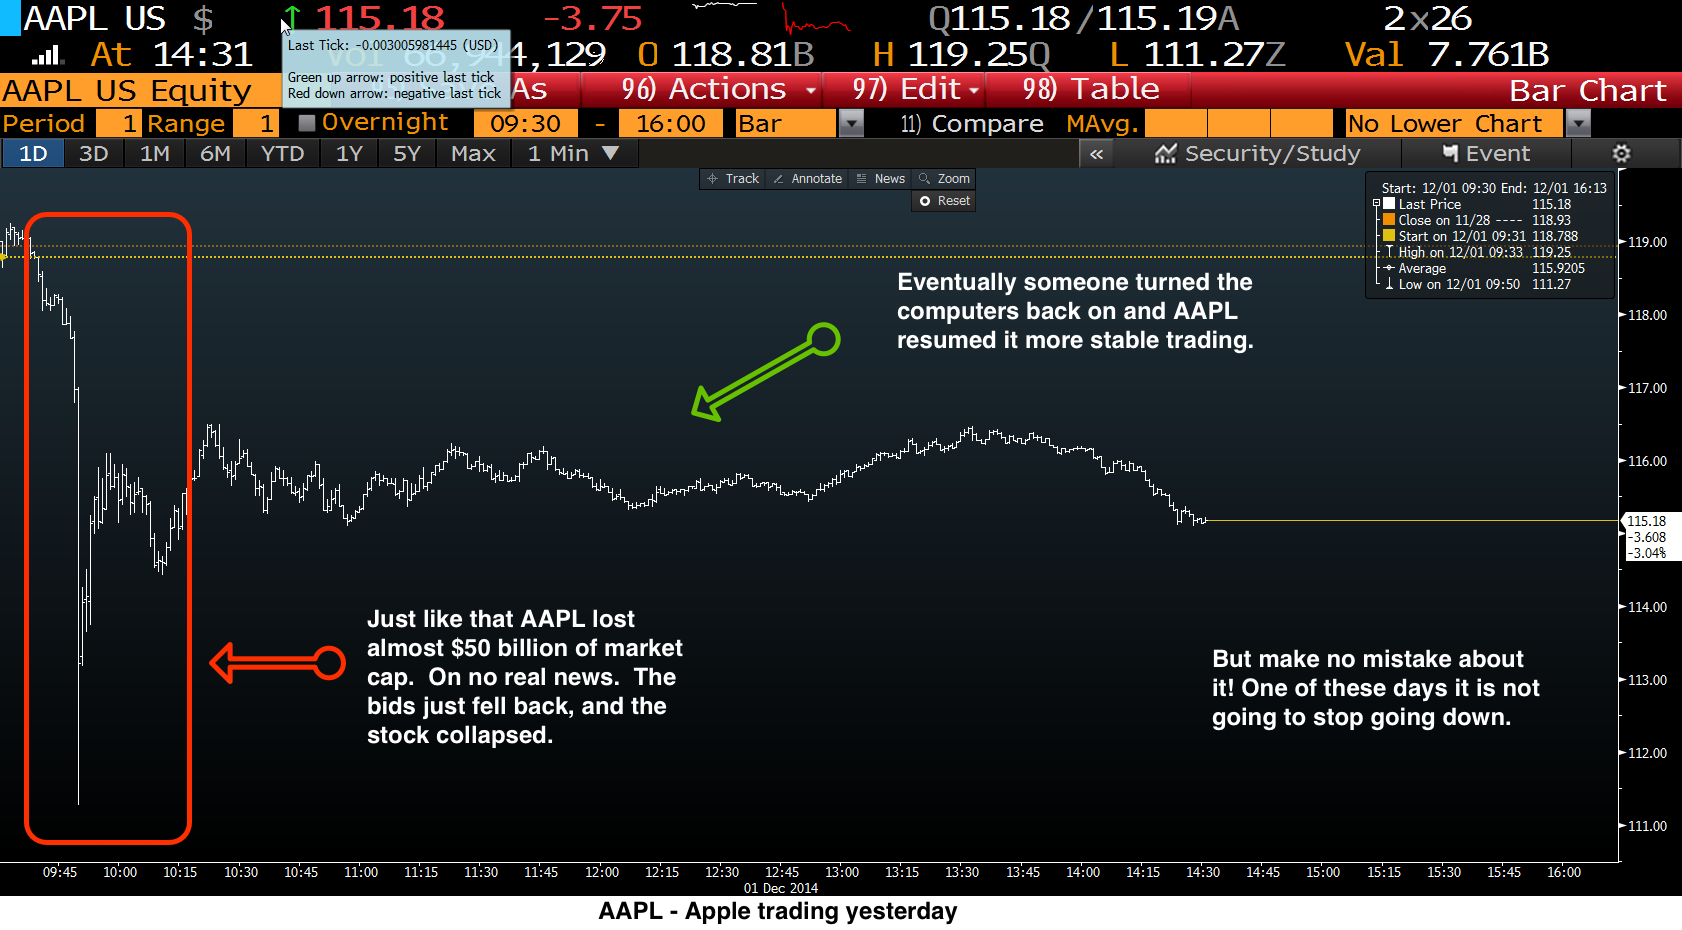 AAPL US $ ↑ 115.18 -3.75 Q115.18/115.19A 2x26
At 14:31 Vol 66,944,129 O 118.81B H 119.25Q L 111.27Z Val 7.761B
Last Tick: -0.003005981445 (USD)
Green up arrow: positive last tick
Red down arrow: negative last tick
AAPL US Equity As 96) Actions 97) Edit 98) Table Bar Chart
Period 1 Range 1 Overnight 09:30 - 16:00 Bar 11) Compare MAvg. No Lower Chart
1D 3D 1M 6M YTD 1Y 5Y Max 1 Min ▼ « Security/Study Event
Track Annotate News Zoom
Reset
Start: 12/01 09:30 End: 12/01 16:13
Last Price 115.18
Close on 11/28 ---- 118.93
Start on 12/01 09:31 118.788
High on 12/01 09:33 119.25
Average 115.9205
Low on 12/01 09:50 111.27
Eventually someone turned the
computers back on and AAPL
resumed it more stable trading.
Just like that AAPL lost
almost $50 billion of market
cap. On no real news. The
bids just fell back, and the
stock collapsed.
But make no mistake about
it! One of these days it is not
going to stop going down.
119.00
118.00
117.00
116.00
115.18
-3.608
-3.04%
114.00
113.00
112.00
111.00
09:45 10:00 10:15 10:30 10:45 11:00 11:15 11:30 11:45 12:00 12:15 12:30 12:45 13:00 13:15 13:30 13:45 14:00 14:15 14:30 14:45 15:00 15:15 15:30 15:45 16:00
01 Dec 2014
AAPL - Apple trading yesterday